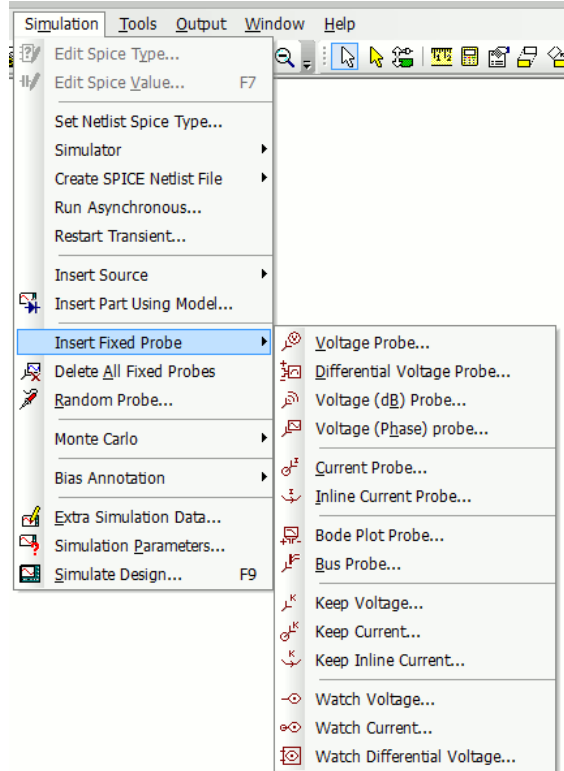 Simulation Tools Output Window Help
Edit Spice Type...
Edit Spice Value... F7
Set Netlist Spice Type...
Simulator
Create SPICE Netlist File
Run Asynchronous...
Restart Transient...
Insert Source
Insert Part Using Model...
Insert Fixed Probe
Delete All Fixed Probes
Random Probe...
Monte Carlo
Bias Annotation
Extra Simulation Data...
Simulation Parameters...
Simulate Design... F9
Voltage Probe...
Differential Voltage Probe...
Voltage (dB) Probe...
Voltage (Phase) probe...
Current Probe...
Inline Current Probe...
Bode Plot Probe...
Bus Probe...
Keep Voltage...
Keep Current...
Keep Inline Current...
Watch Voltage...
Watch Current...
Watch Differential Voltage...